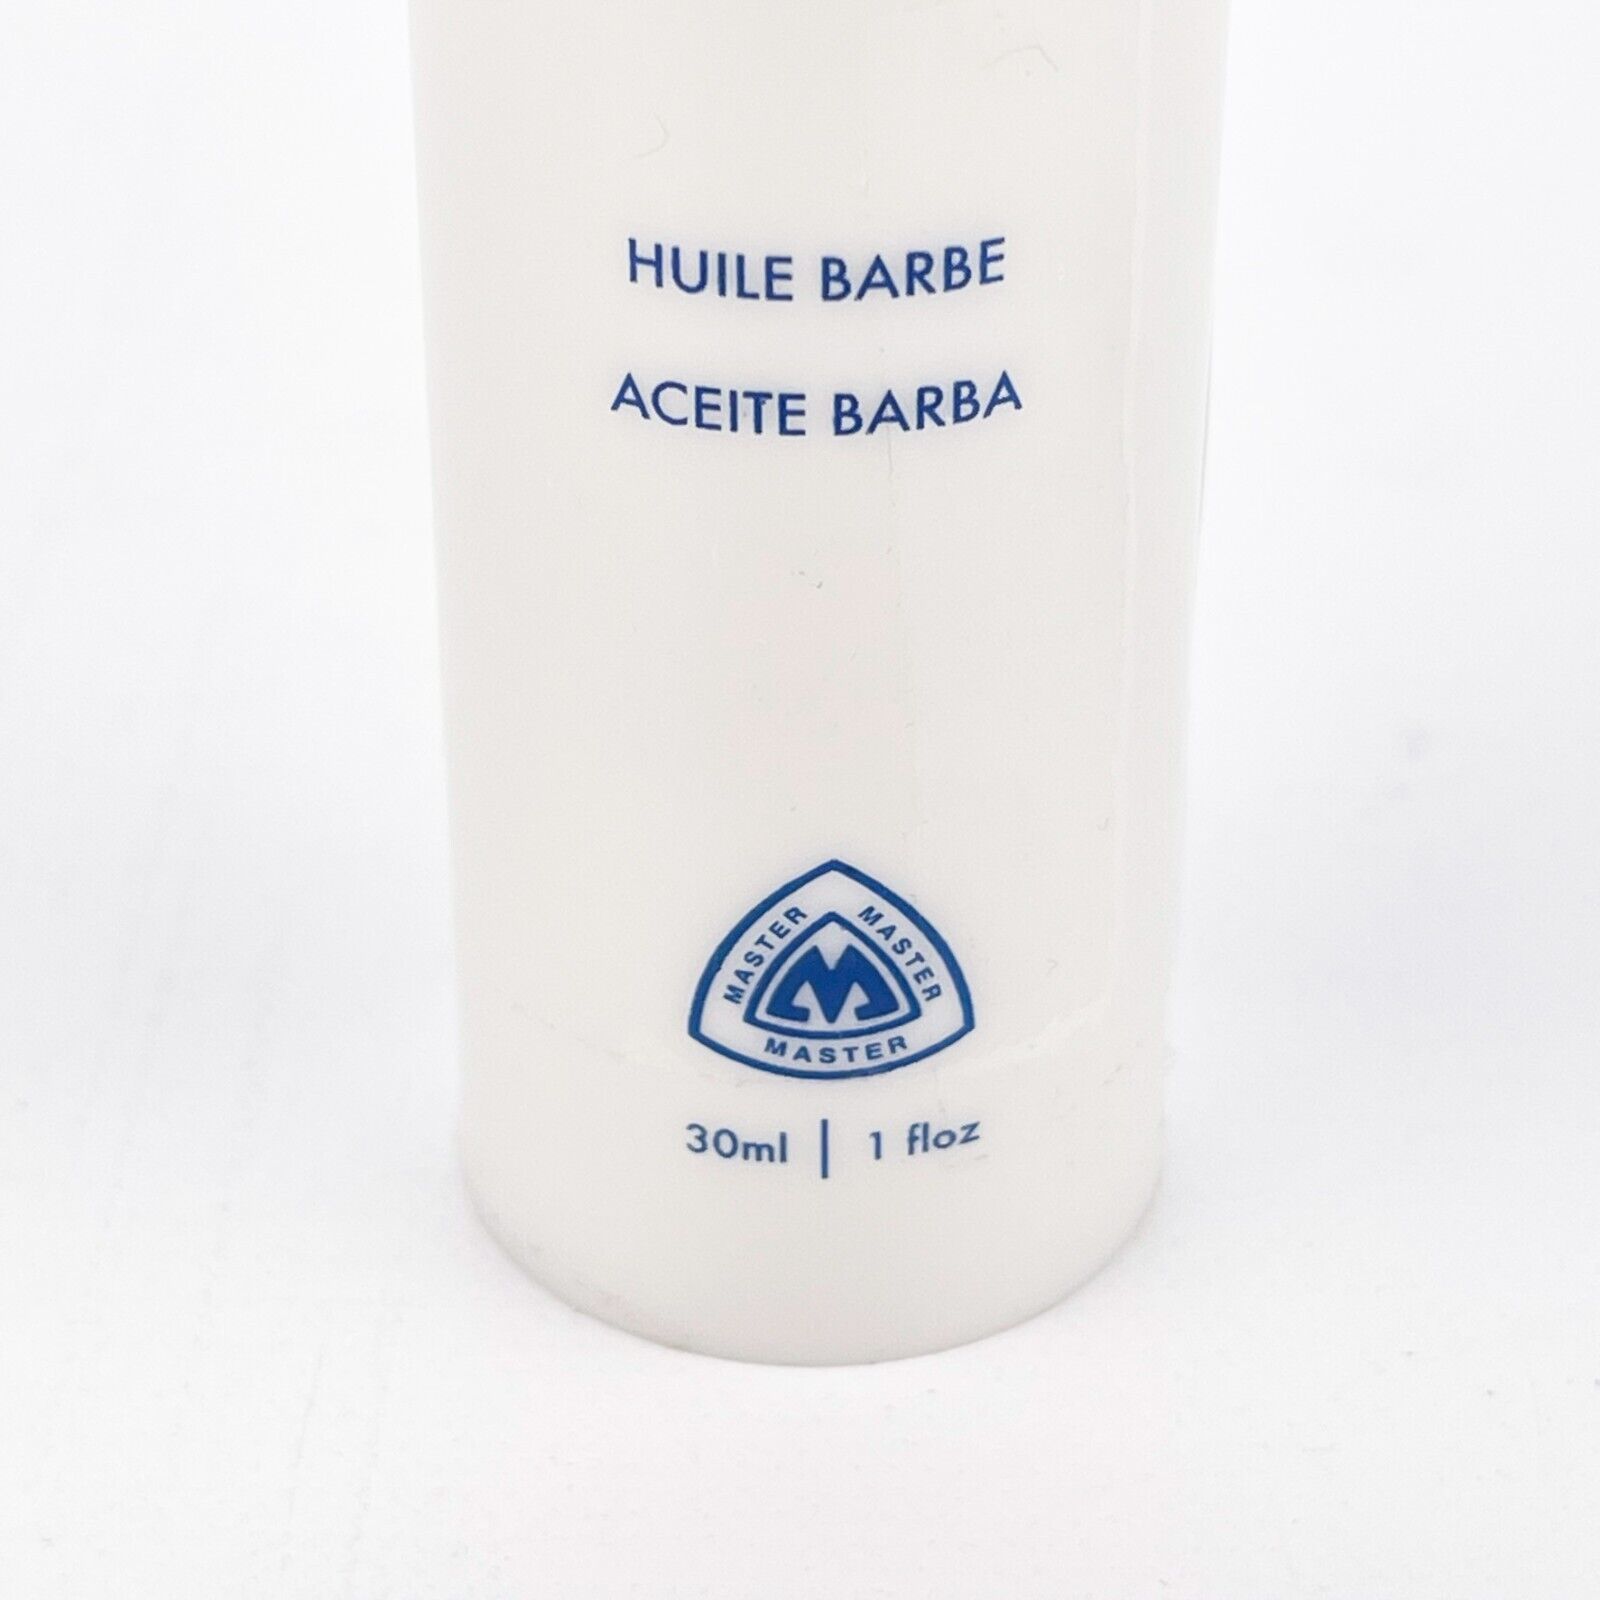 HUILE BARBE
ACEITE BARBA
MASTER
MASTER
M
MASTER
30ml | 1 floz